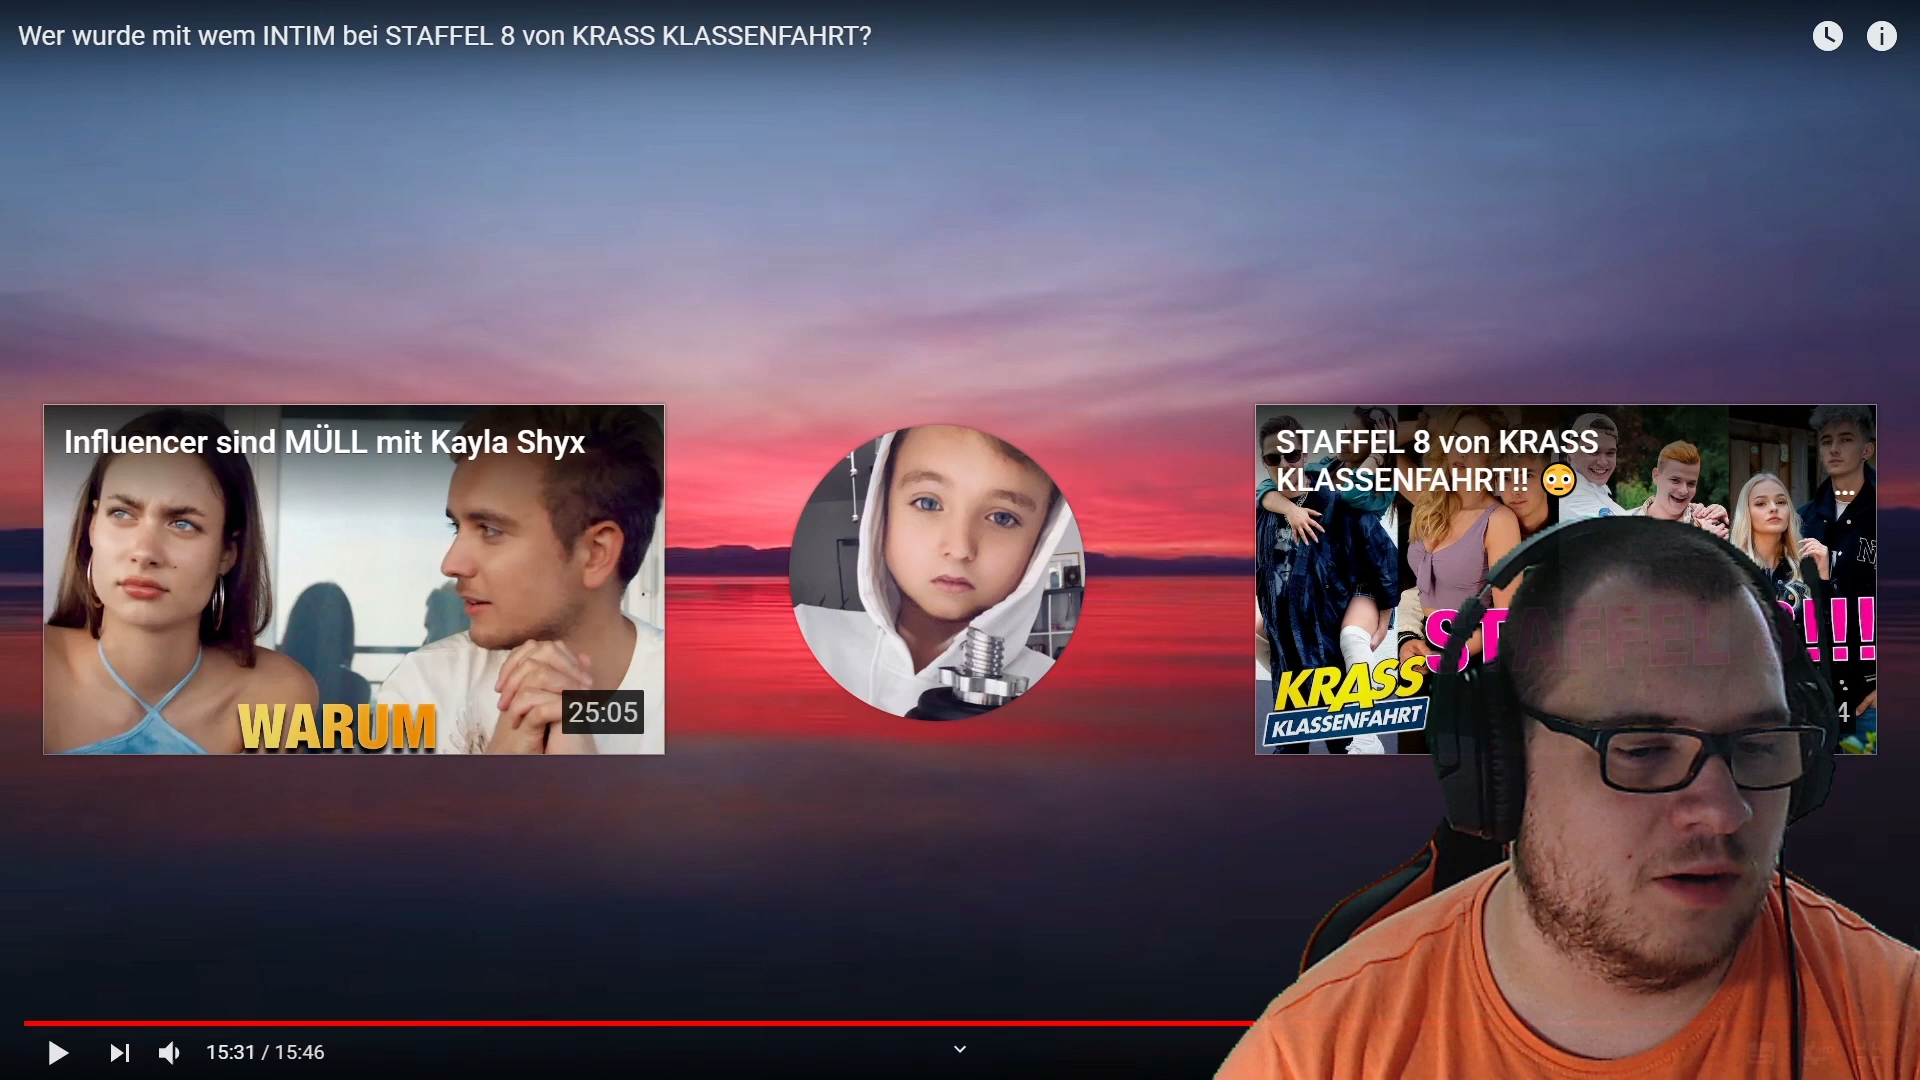 Wer wurde mit wem INTIM bei STAFFEL 8 von KRASS KLASSENFAHRT?
Influencer sind MÜLL mit Kayla Shyx
WARUM
25:05
STAFFEL 8 von KRASS
KLASSENFAHRT!! 😳
STAFFEL !!!
KRASS
KLASSENFAHRT
15:31 / 15:46